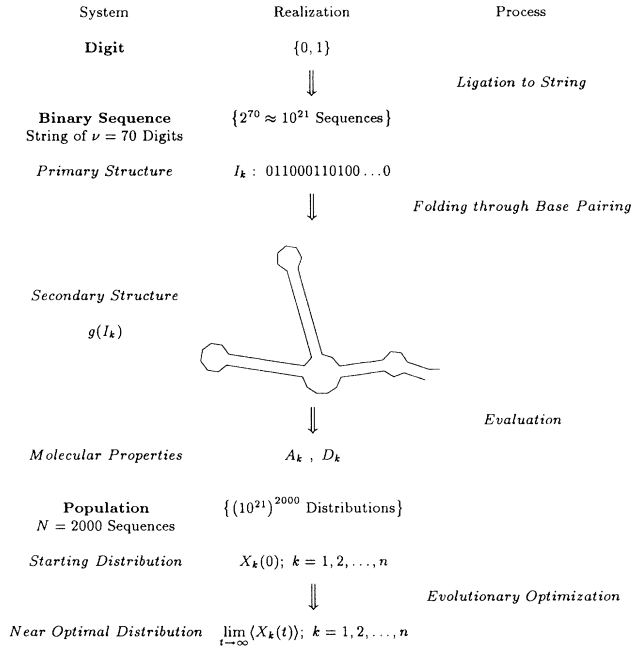 System Realization Process
Digit {0, 1}
⇓ Ligation to String
Binary Sequence {2^70 ≈ 10^21 Sequences}
String of ν = 70 Digits
Primary Structure I_k : 011000110100...0
⇓ Folding through Base Pairing
Secondary Structure
g(I_k)
⇓ Evaluation
Molecular Properties A_k , D_k
Population {(10^21)^2000 Distributions}
N = 2000 Sequences
Starting Distribution X_k(0); k = 1, 2, ..., n
⇓ Evolutionary Optimization
Near Optimal Distribution lim_{t→∞} ⟨X_k(t)⟩; k = 1, 2, ..., n